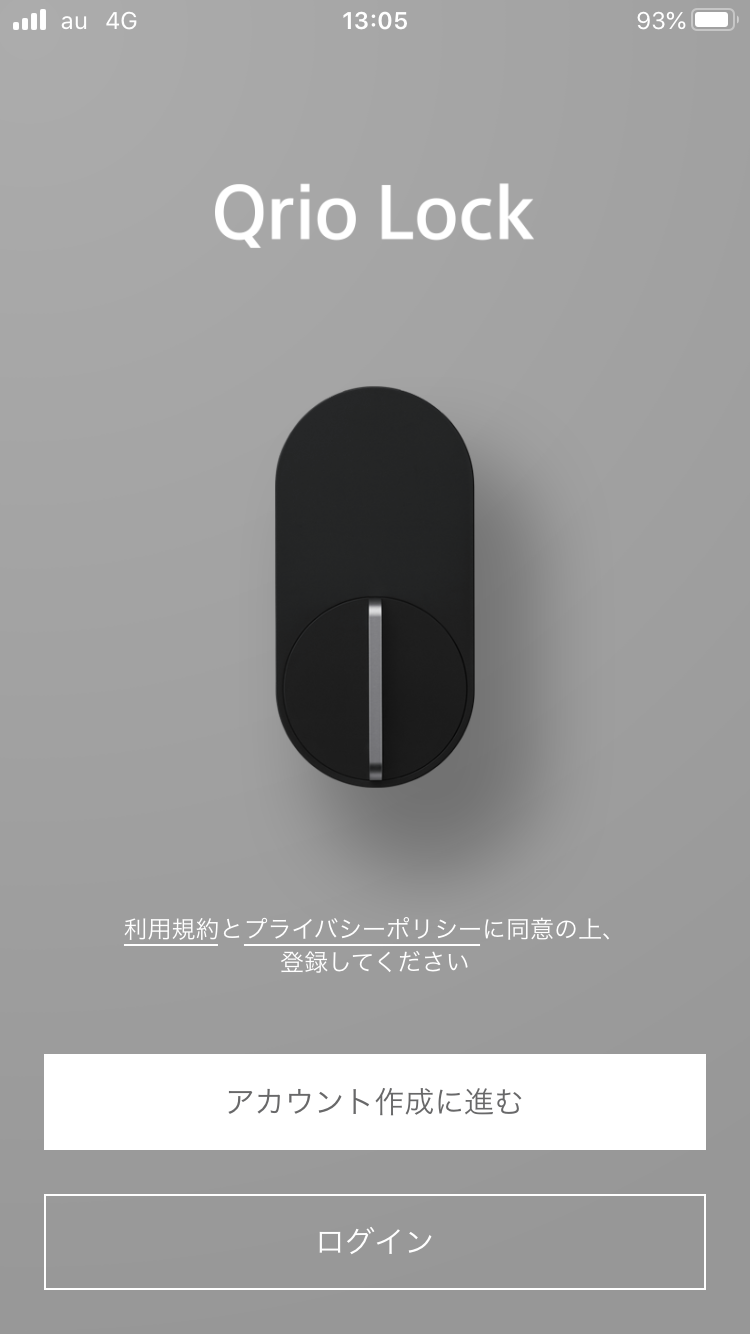 au 4G 13:05 93%
Qrio Lock
利用規約とプライバシーポリシーに同意の上、
登録してください
アカウント作成に進む
ログイン